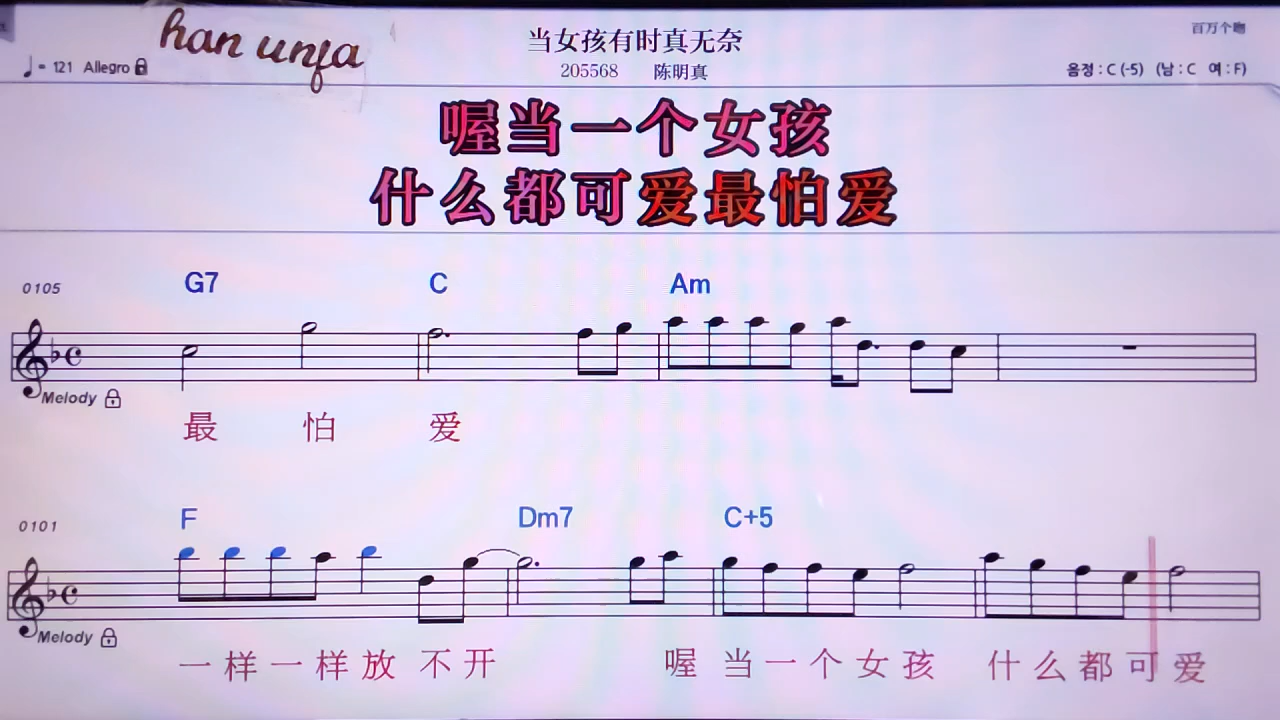 han unfa
当女孩有时真无奈
百万个吻
♩= 121 Allegro
205568 陈明真
음정 : C (-5) (남 : C 여 : F)
喔当一个女孩
什么都可爱最怕爱
0105
G7 C Am
Melody
最 怕 爱
0101
F Dm7 C+5
Melody
一 样 一 样 放 不 开 喔 当 一 个 女 孩 什 么 都 可 爱